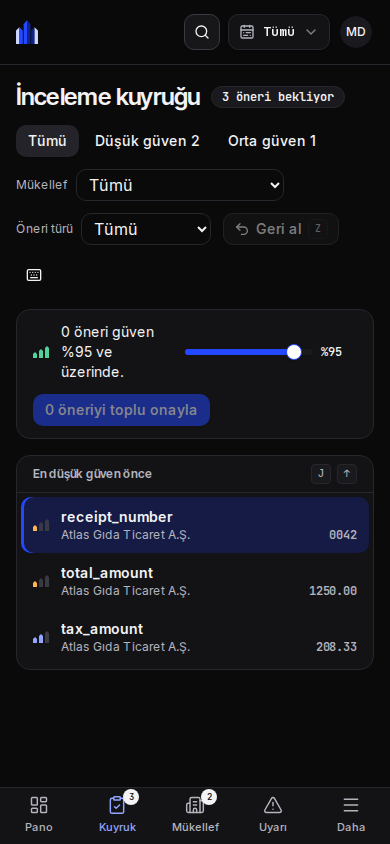 Tümü
MD
İnceleme kuyruğu
3 öneri bekliyor
Tümü
Düşük güven 2
Orta güven 1
Mükellef
Tümü
Öneri türü
Tümü
Geri al
Z
0 öneri güven
%95 ve
üzerinde.
%95
0 öneriyi toplu onayla
En düşük güven önce
J
↑
receipt_number
Atlas Gıda Ticaret A.Ş.
0042
total_amount
Atlas Gıda Ticaret A.Ş.
1250.00
tax_amount
Atlas Gıda Ticaret A.Ş.
208.33
3
2
Pano
Kuyruk
Mükellef
Uyarı
Daha